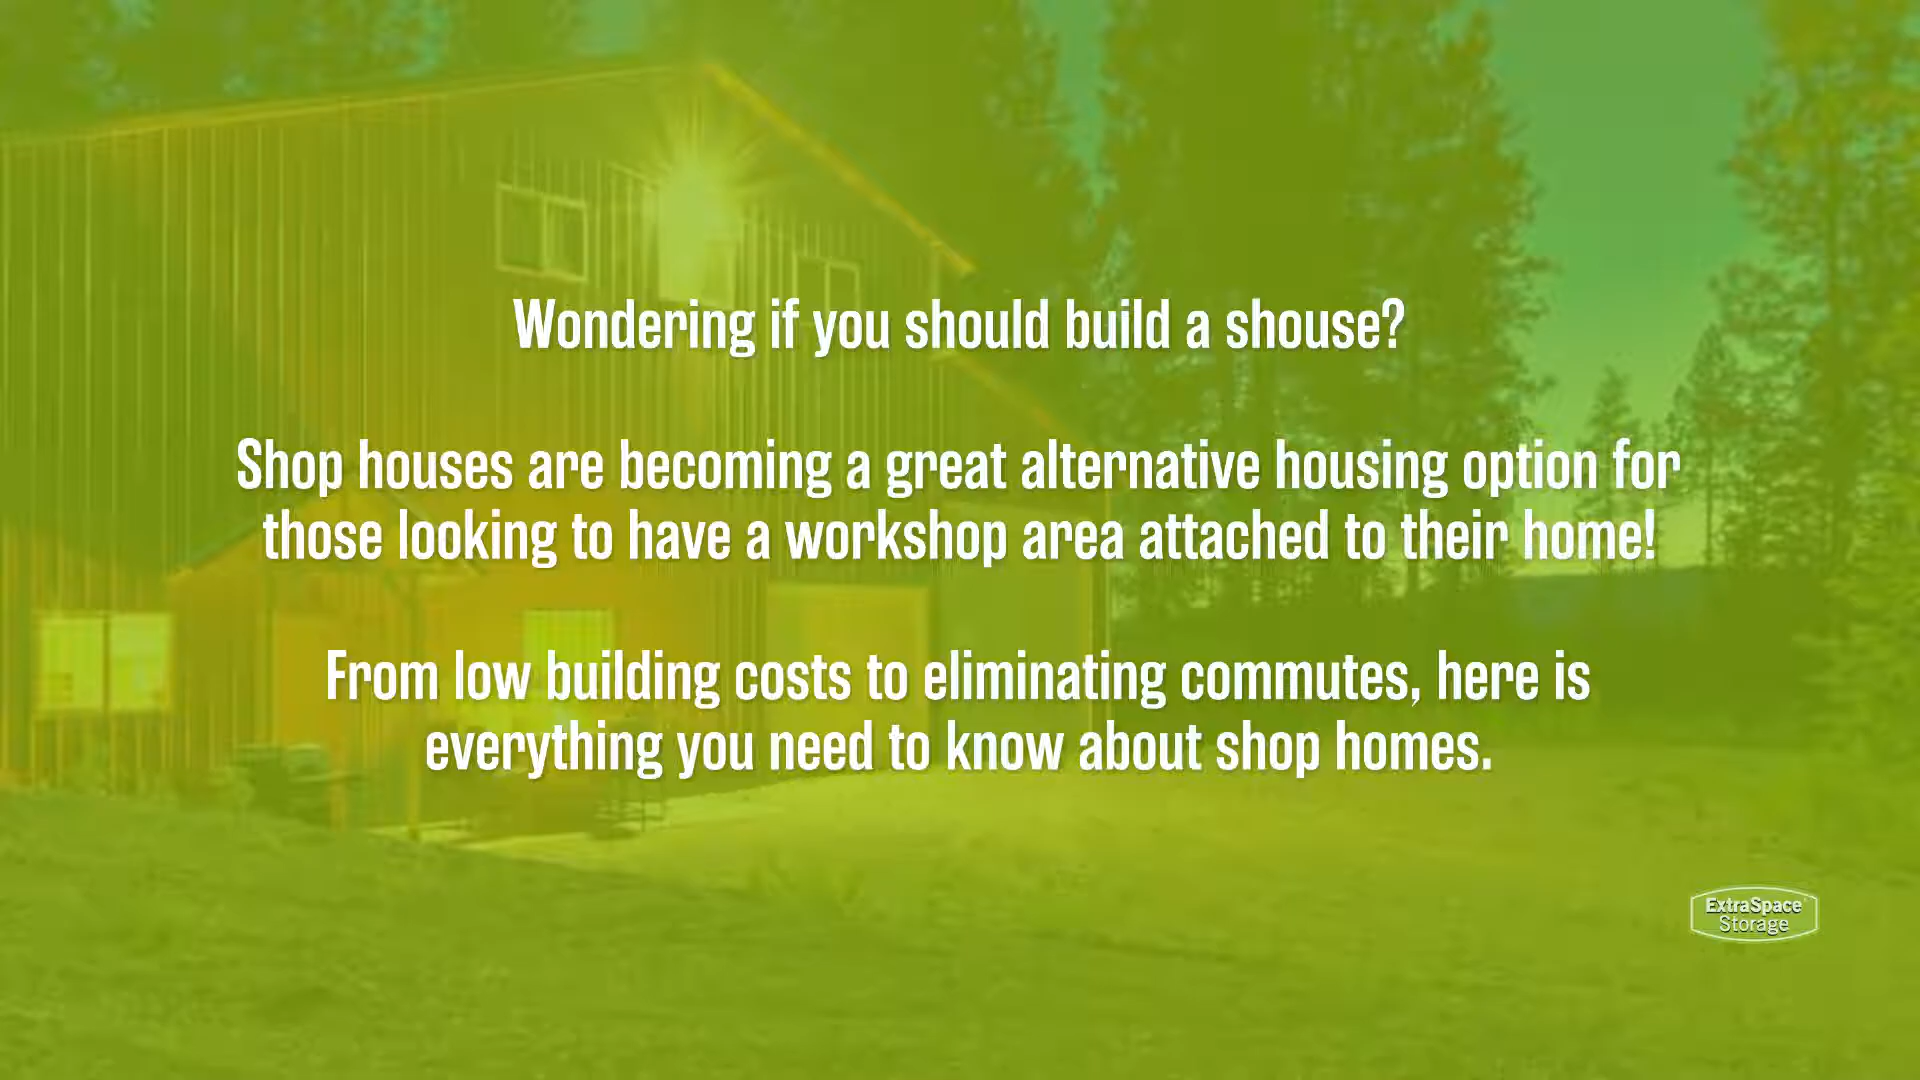 Wondering if you should build a shouse?
Shop houses are becoming a great alternative housing option for
those looking to have a workshop area attached to their home!
From low building costs to eliminating commutes, here is
everything you need to know about shop homes.
ExtraSpace
Storage